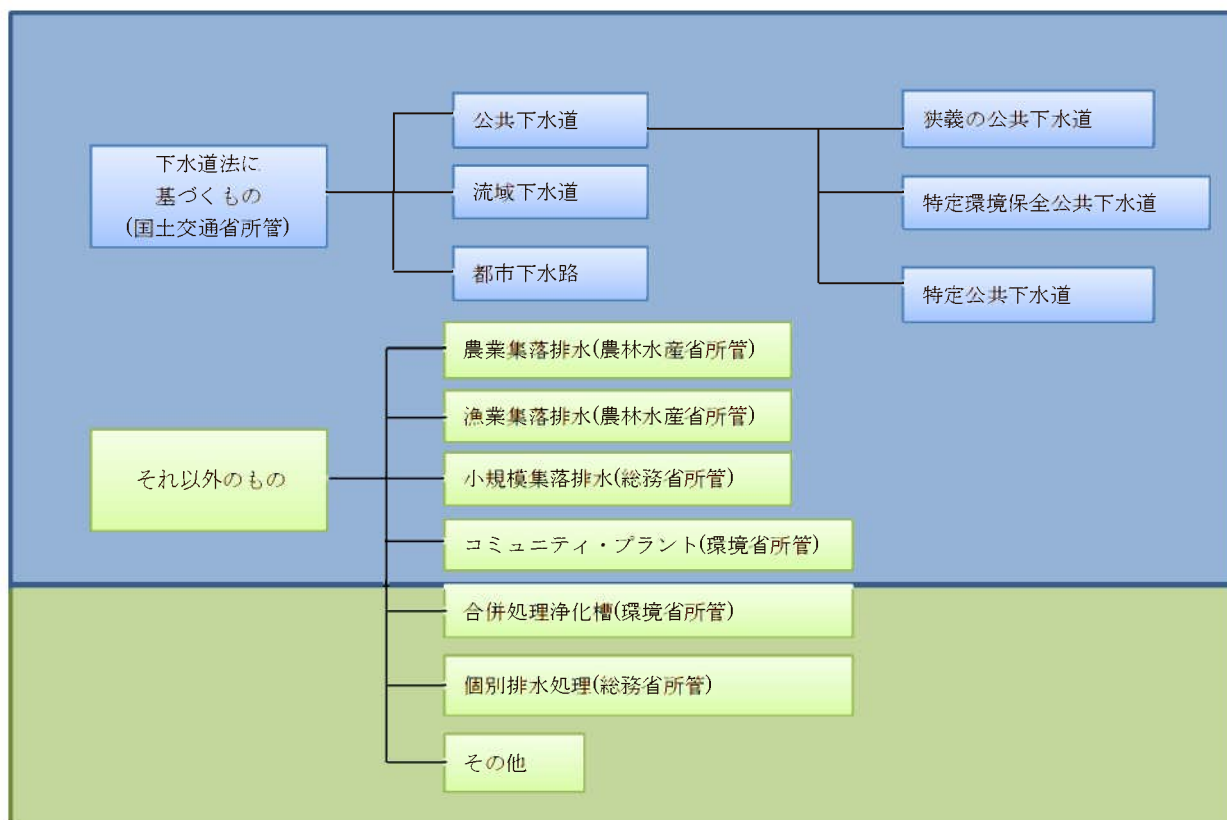 下水道法に
基づくもの
(国土交通省所管)
公共下水道
流域下水道
都市下水路
狭義の公共下水道
特定環境保全公共下水道
特定公共下水道
それ以外のもの
農業集落排水(農林水産省所管)
漁業集落排水(農林水産省所管)
小規模集落排水(総務省所管)
コミュニティ・プラント(環境省所管)
合併処理浄化槽(環境省所管)
個別排水処理(総務省所管)
その他